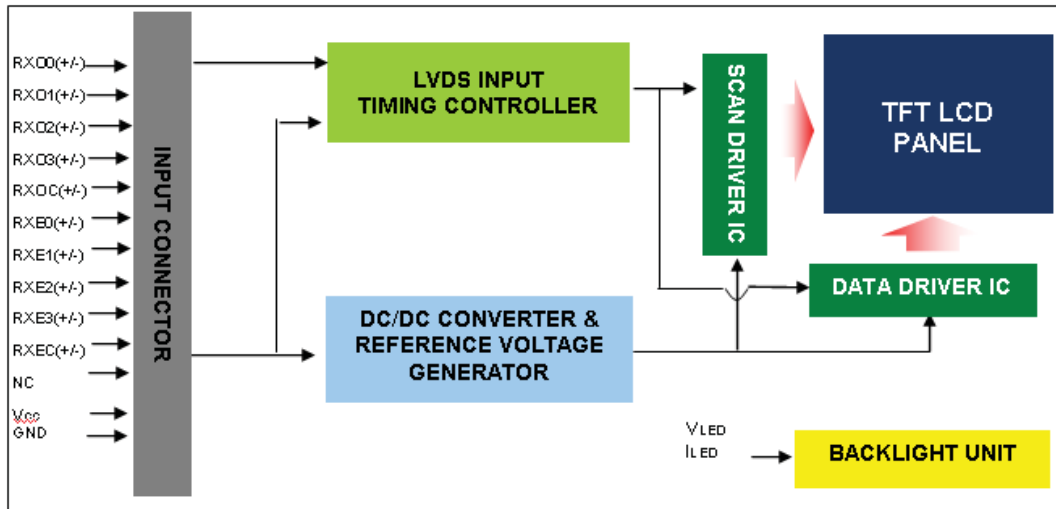 RXO0(+/-)
RXO1(+/-)
RXO2(+/-)
RXO3(+/-)
RXOC(+/-)
RXE0(+/-)
RXE1(+/-)
RXE2(+/-)
RXE3(+/-)
RXEC(+/-)
NC
Vcc
GND
INPUT CONNECTOR
LVDS INPUT
TIMING CONTROLLER
DC/DC CONVERTER &
REFERENCE VOLTAGE
GENERATOR
SCAN DRIVER IC
TFT LCD
PANEL
DATA DRIVER IC
VLED
ILED
BACKLIGHT UNIT